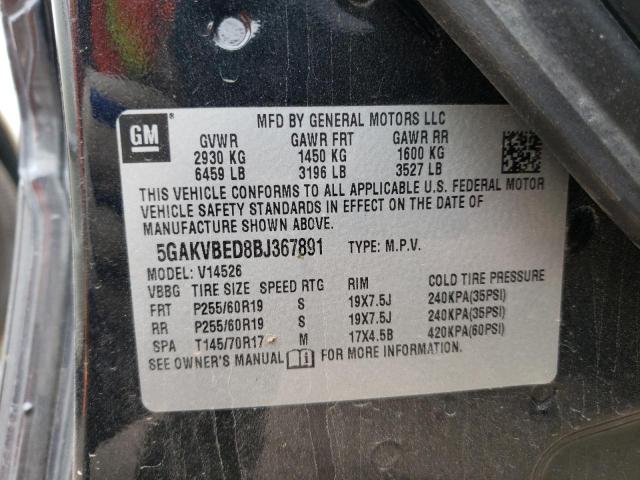 GM
MFD BY GENERAL MOTORS LLC
GVWR GAWR FRT GAWR RR
2930 KG 1450 KG 1600 KG
6459 LB 3196 LB 3527 LB
THIS VEHICLE CONFORMS TO ALL APPLICABLE U.S. FEDERAL MOTOR
VEHICLE SAFETY STANDARDS IN EFFECT ON THE DATE OF
MANUFACTURE SHOWN ABOVE.
5GAKVBED8BJ367891 TYPE: M.P.V.
MODEL: V14526
VBBG TIRE SIZE SPEED RTG RIM COLD TIRE PRESSURE
FRT P255/60R19 S 19X7.5J 240KPA(35PSI)
RR P255/60R19 S 19X7.5J 240KPA(35PSI)
SPA T145/70R17 M 17X4.5B 420KPA(60PSI)
SEE OWNER'S MANUAL FOR MORE INFORMATION.